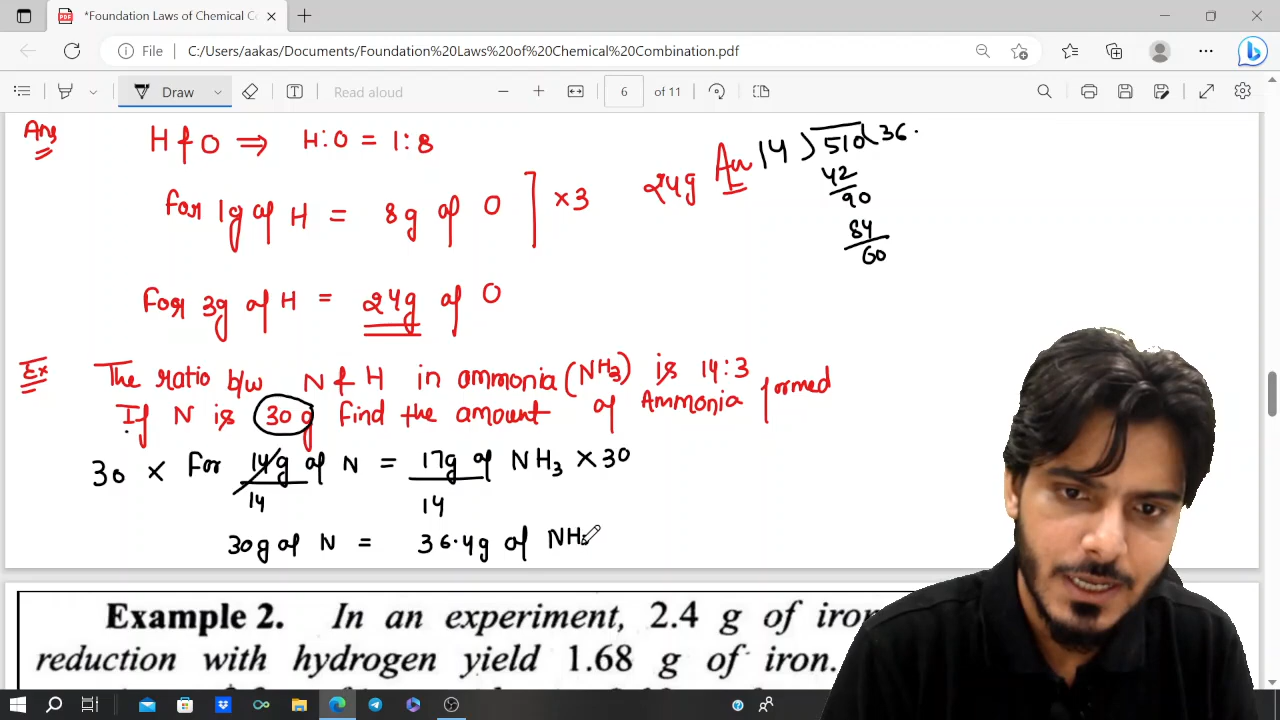 *Foundation Laws of Chemical Co
File
C:/Users/aakas/Documents/Foundation%20Laws%20of%20Chemical%20Combination.pdf
Draw
Read aloud
6 of 11
Ans
H & O ⇒ H:O = 1:8
For 1g of H = 8g of O ] ×3
24g Au
14 ) 510 ( 36.
42
90
84
60
For 3g of H = 24g of O
Ex The ratio b/w N & H in ammonia (NH3) is 14:3
If N is 30 g find the amount of Ammonia formed
30 × For 14g of N = 17g of NH3 × 30
14 14
30g of N = 36.4g of NH
Example 2. In an experiment, 2.4 g of iron
reduction with hydrogen yield 1.68 g of iron.